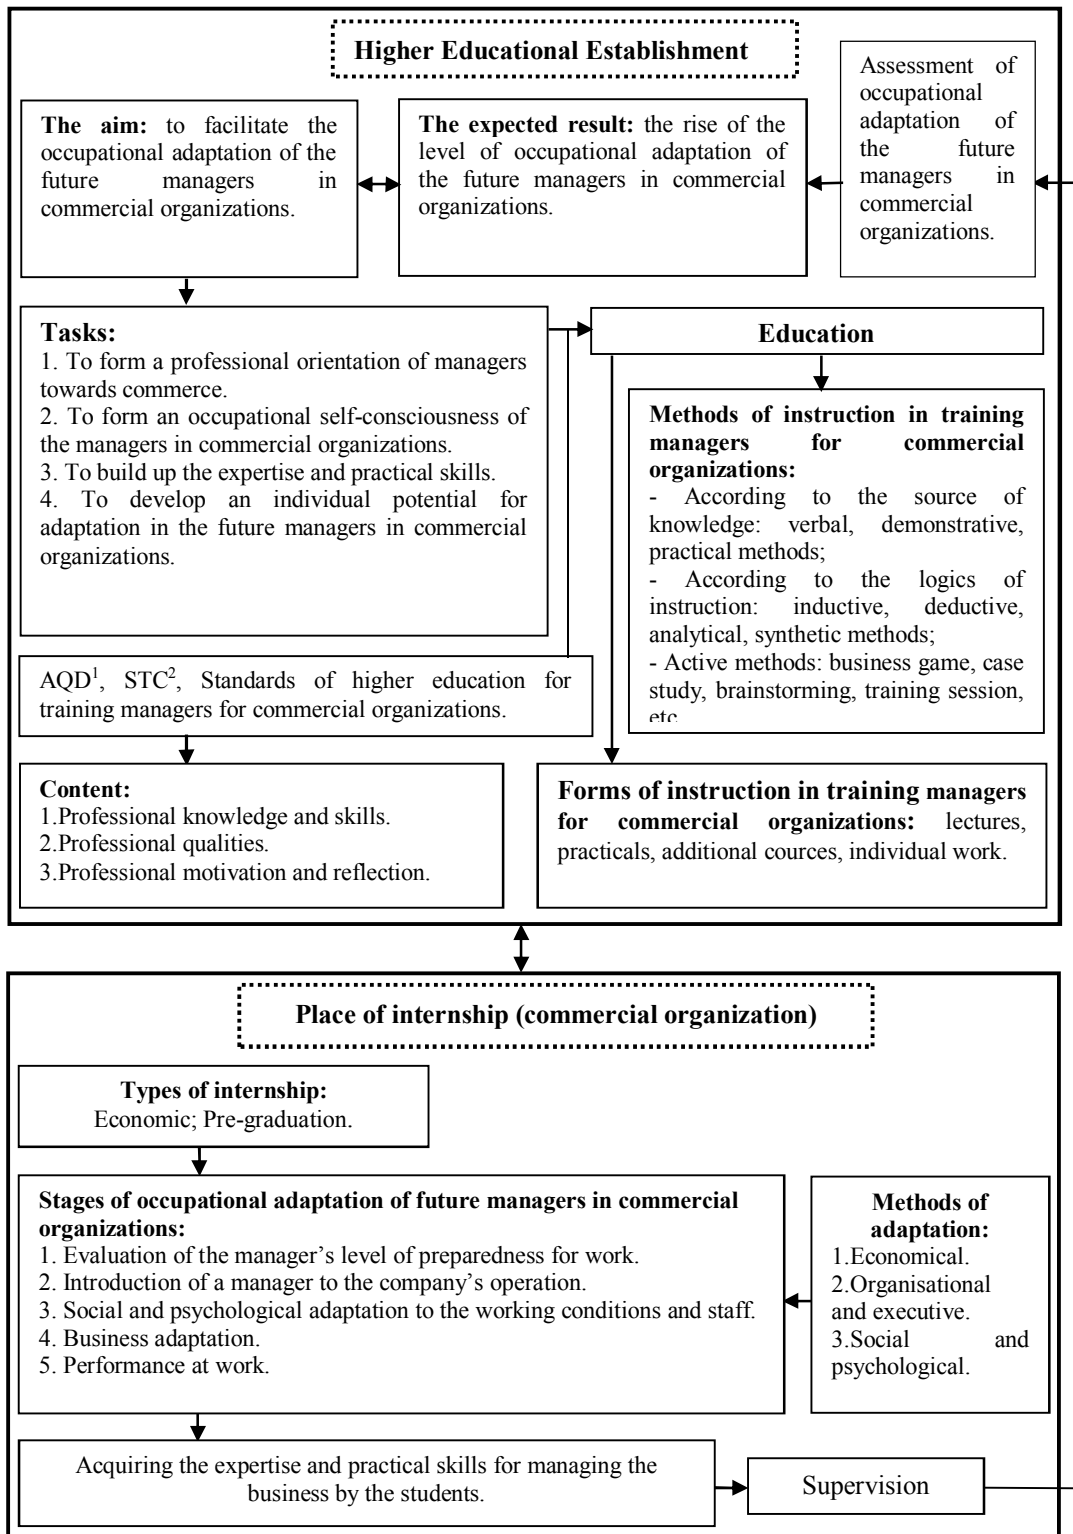 Higher Educational Establishment
The aim: to facilitate the
occupational adaptation of the
future managers in
commercial organizations.
The expected result: the rise of the
level of occupational adaptation of
the future managers in commercial
organizations.
Assessment of
occupational
adaptation of
the future
managers in
commercial
organizations.
Tasks:
1. To form a professional orientation of managers
towards commerce.
2. To form an occupational self-consciousness of
the managers in commercial organizations.
3. To build up the expertise and practical skills.
4. To develop an individual potential for
adaptation in the future managers in commercial
organizations.
Education
Methods of instruction in training
managers for commercial
organizations:
- According to the source of
knowledge: verbal, demonstrative,
practical methods;
- According to the logics of
instruction: inductive, deductive,
analytical, synthetic methods;
- Active methods: business game, case
study, brainstorming, training session,
etc
AQD¹, STC², Standards of higher education for
training managers for commercial organizations.
Content:
1.Professional knowledge and skills.
2.Professional qualities.
3.Professional motivation and reflection.
Forms of instruction in training managers
for commercial organizations: lectures,
practicals, additional cources, individual work.
Place of internship (commercial organization)
Types of internship:
Economic; Pre-graduation.
Stages of occupational adaptation of future managers in commercial
organizations:
1. Evaluation of the manager’s level of preparedness for work.
2. Introduction of a manager to the company’s operation.
3. Social and psychological adaptation to the working conditions and staff.
4. Business adaptation.
5. Performance at work.
Methods of
adaptation:
1.Economical.
2.Organisational
and executive.
3.Social and
psychological.
Acquiring the expertise and practical skills for managing the
business by the students.
Supervision